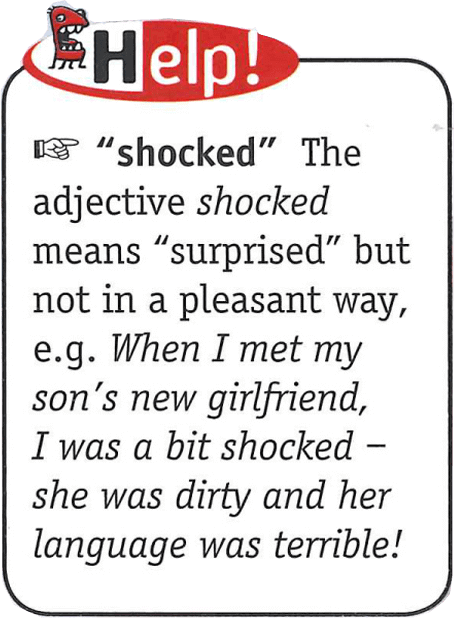 Help!
☞ “shocked” The
adjective shocked
means “surprised” but
not in a pleasant way,
e.g. When I met my
son’s new girlfriend,
I was a bit shocked –
she was dirty and her
language was terrible!